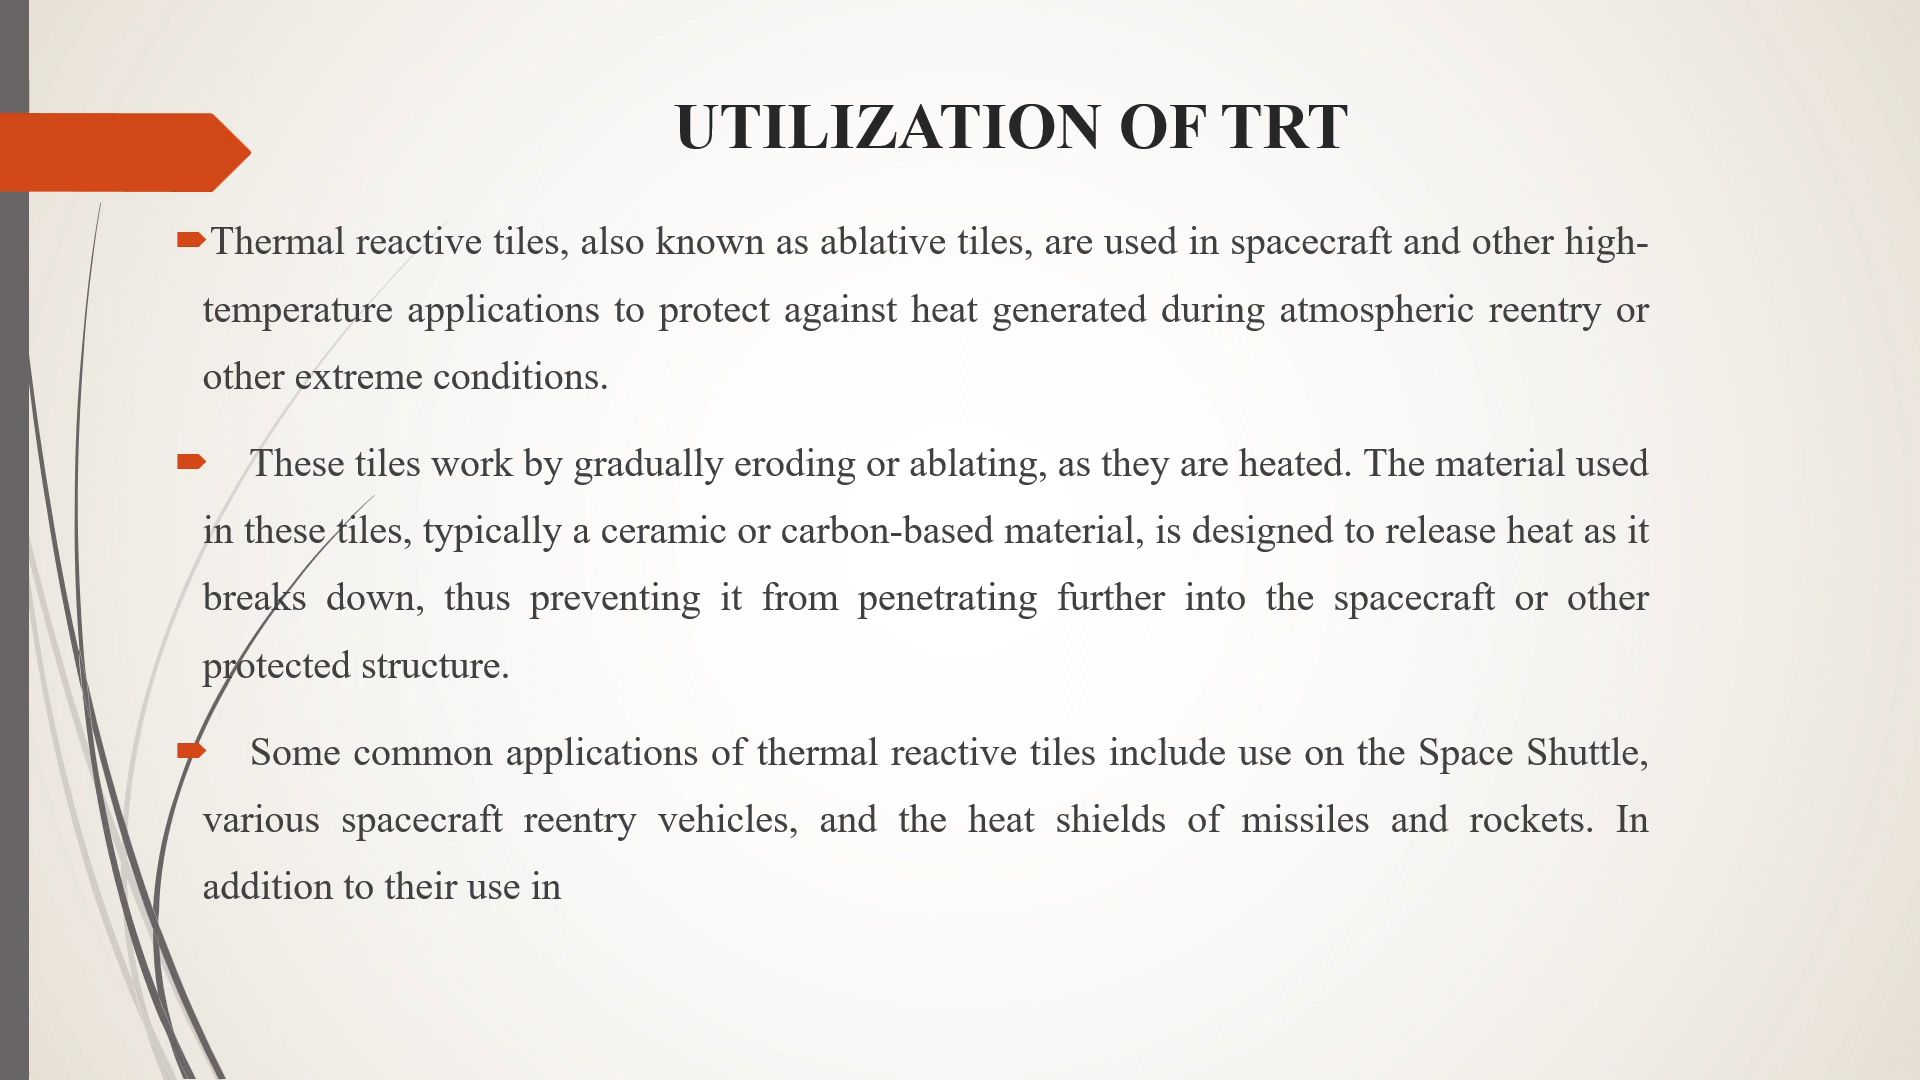 UTILIZATION OF TRT
Thermal reactive tiles, also known as ablative tiles, are used in spacecraft and other high-
temperature applications to protect against heat generated during atmospheric reentry or
other extreme conditions.
These tiles work by gradually eroding or ablating, as they are heated. The material used
in these tiles, typically a ceramic or carbon-based material, is designed to release heat as it
breaks down, thus preventing it from penetrating further into the spacecraft or other
protected structure.
Some common applications of thermal reactive tiles include use on the Space Shuttle,
various spacecraft reentry vehicles, and the heat shields of missiles and rockets. In
addition to their use in